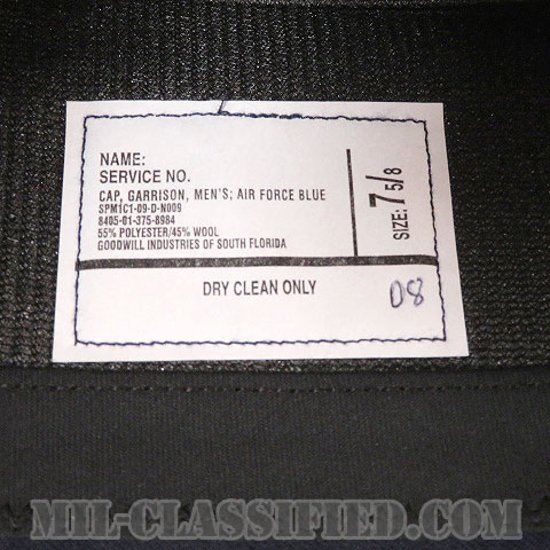 NAME:
SERVICE NO.
CAP, GARRISON, MEN'S; AIR FORCE BLUE
SPM1C1-09-D-N009
8405-01-375-8984
55% POLYESTER/45% WOOL
GOODWILL INDUSTRIES OF SOUTH FLORIDA
SIZE: 7 5/8
DRY CLEAN ONLY
D8
MIL-CLASSIFIED.COM